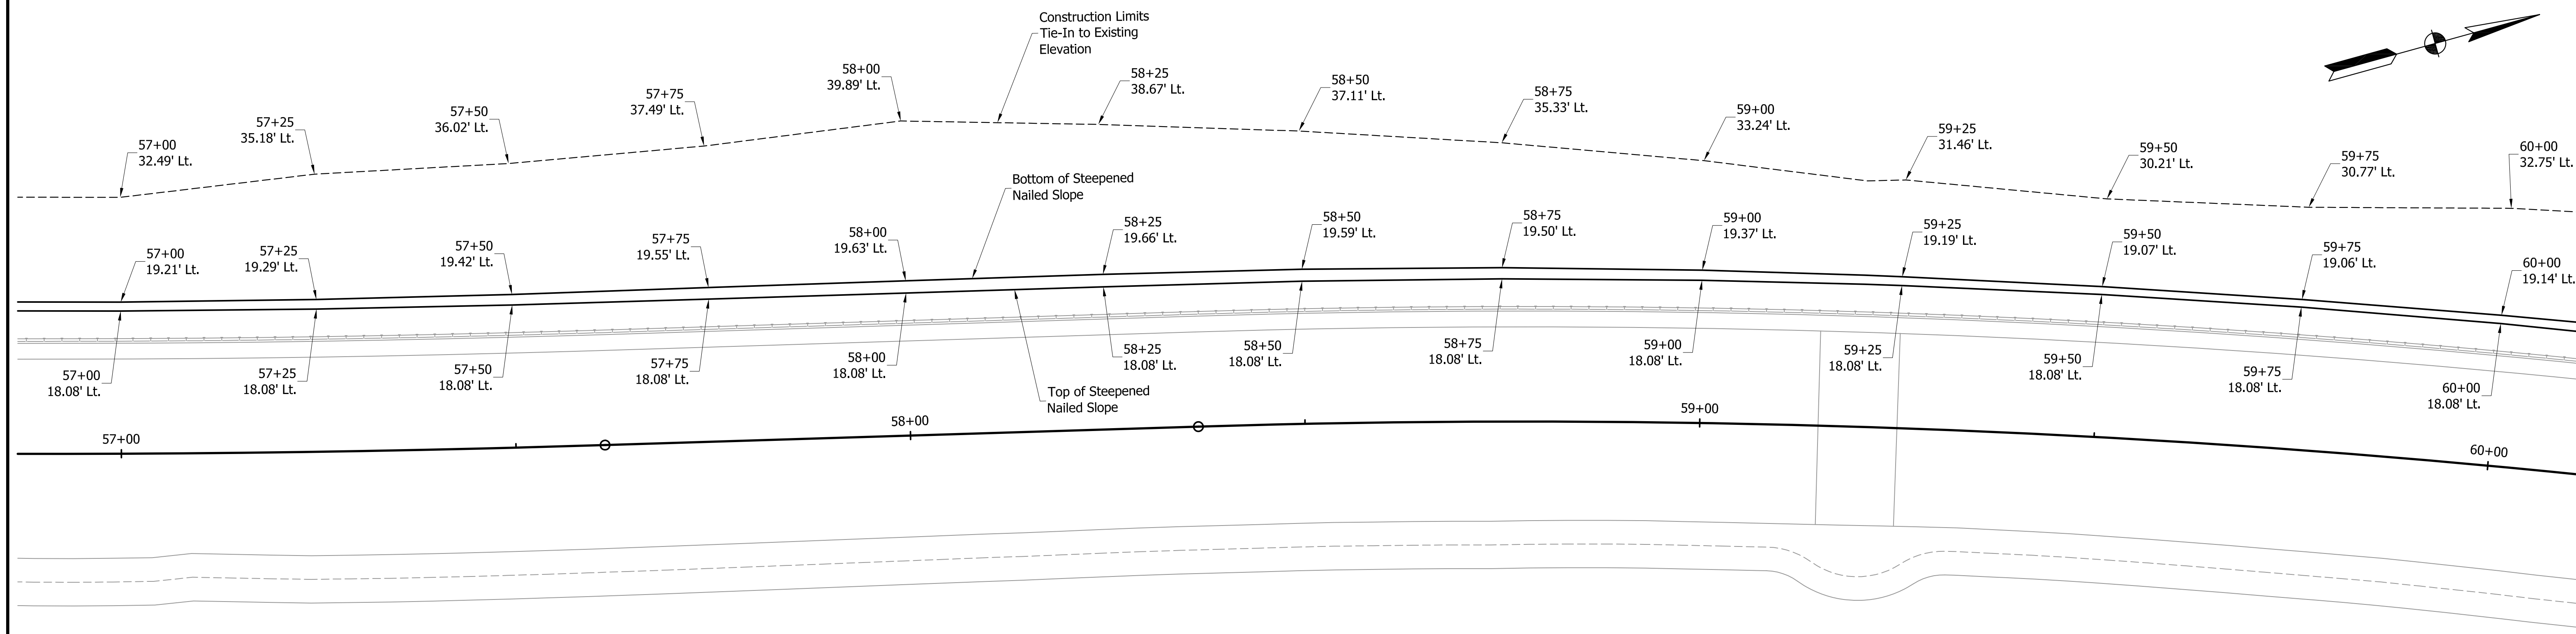 Construction Limits
Tie-In to Existing
Elevation
57+00
32.49' Lt.
57+25
35.18' Lt.
57+50
36.02' Lt.
57+75
37.49' Lt.
58+00
39.89' Lt.
58+25
38.67' Lt.
58+50
37.11' Lt.
58+75
35.33' Lt.
59+00
33.24' Lt.
59+25
31.46' Lt.
59+50
30.21' Lt.
59+75
30.77' Lt.
60+00
32.75' Lt.
Bottom of Steepened
Nailed Slope
57+00
19.21' Lt.
57+25
19.29' Lt.
57+50
19.42' Lt.
57+75
19.55' Lt.
58+00
19.63' Lt.
58+25
19.66' Lt.
58+50
19.59' Lt.
58+75
19.50' Lt.
59+00
19.37' Lt.
59+25
19.19' Lt.
59+50
19.07' Lt.
59+75
19.06' Lt.
60+00
19.14' Lt.
57+00
18.08' Lt.
57+25
18.08' Lt.
57+50
18.08' Lt.
57+75
18.08' Lt.
58+00
18.08' Lt.
58+25
18.08' Lt.
58+50
18.08' Lt.
58+75
18.08' Lt.
59+00
18.08' Lt.
59+25
18.08' Lt.
59+50
18.08' Lt.
59+75
18.08' Lt.
60+00
18.08' Lt.
Top of Steepened
Nailed Slope
57+00
58+00
59+00
60+00